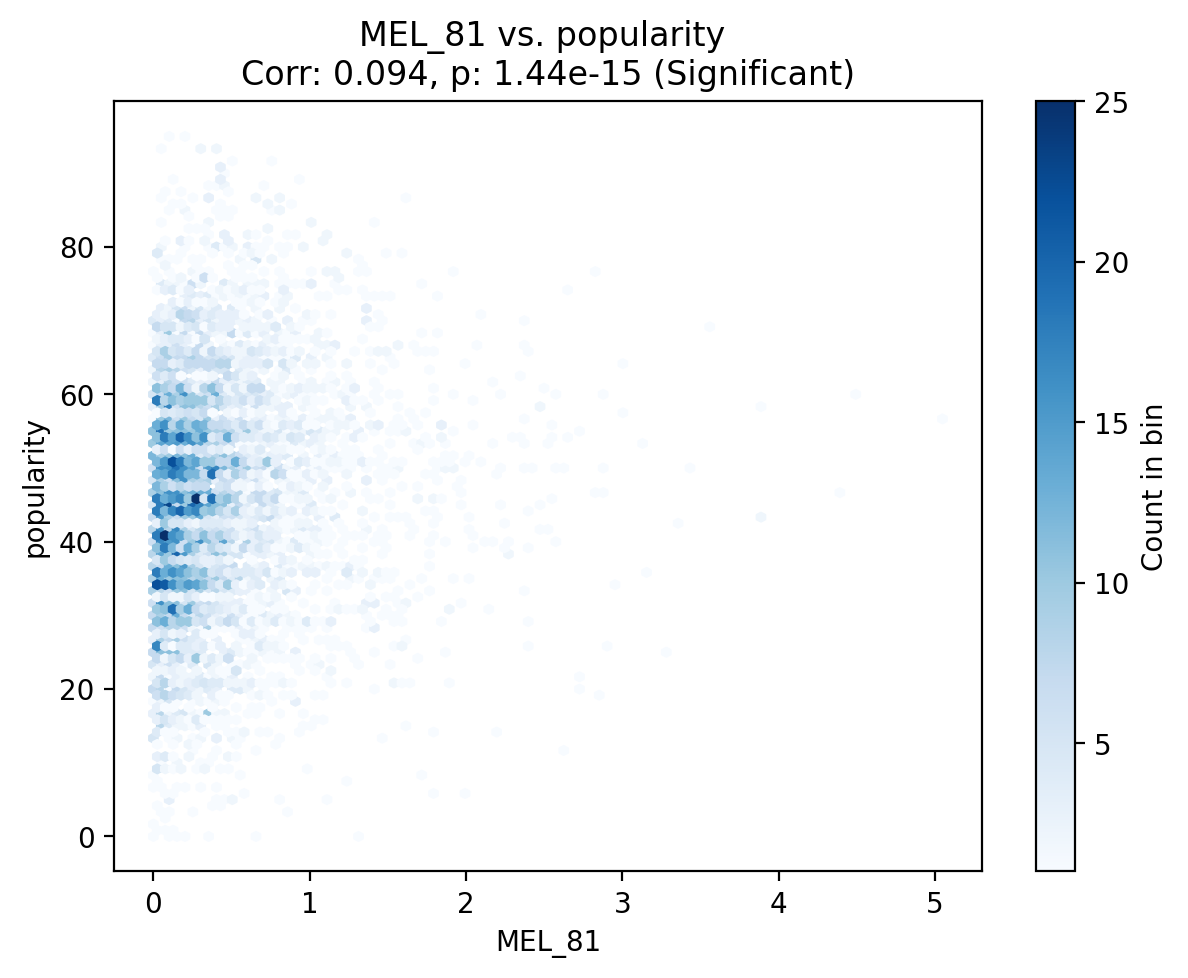 MEL_81 vs. popularity
Corr: 0.094, p: 1.44e-15 (Significant)
popularity
80
60
40
20
0
0 1 2 3 4 5
MEL_81
25
20
15
10
5
Count in bin